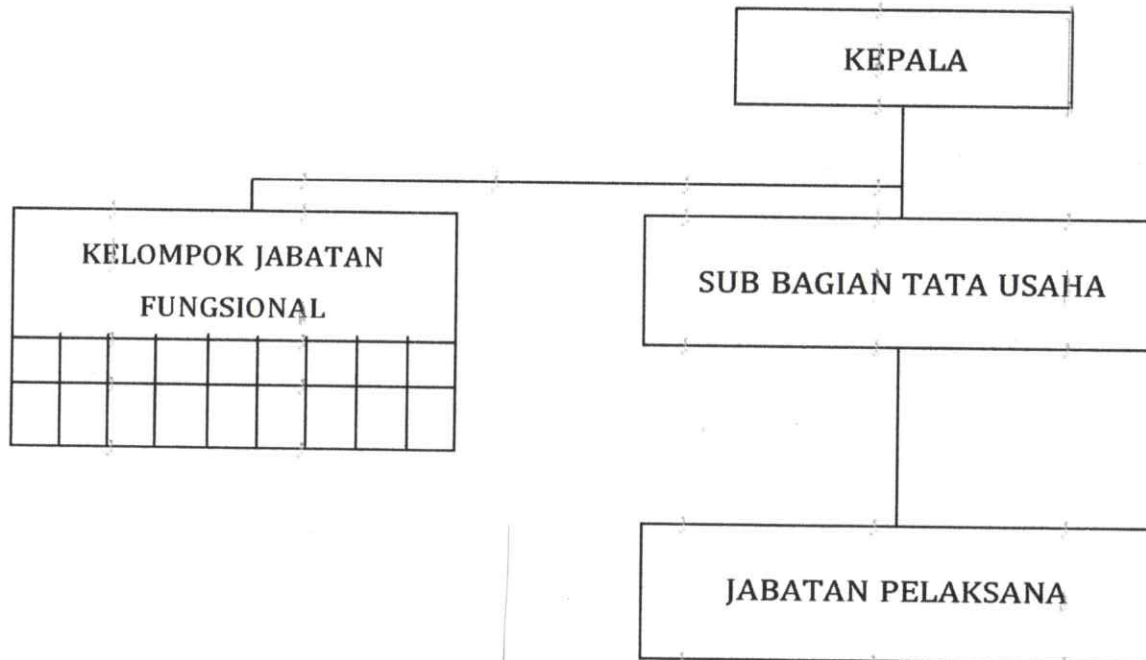 KEPALA
KELOMPOK JABATAN
FUNGSIONAL
SUB BAGIAN TATA USAHA
JABATAN PELAKSANA